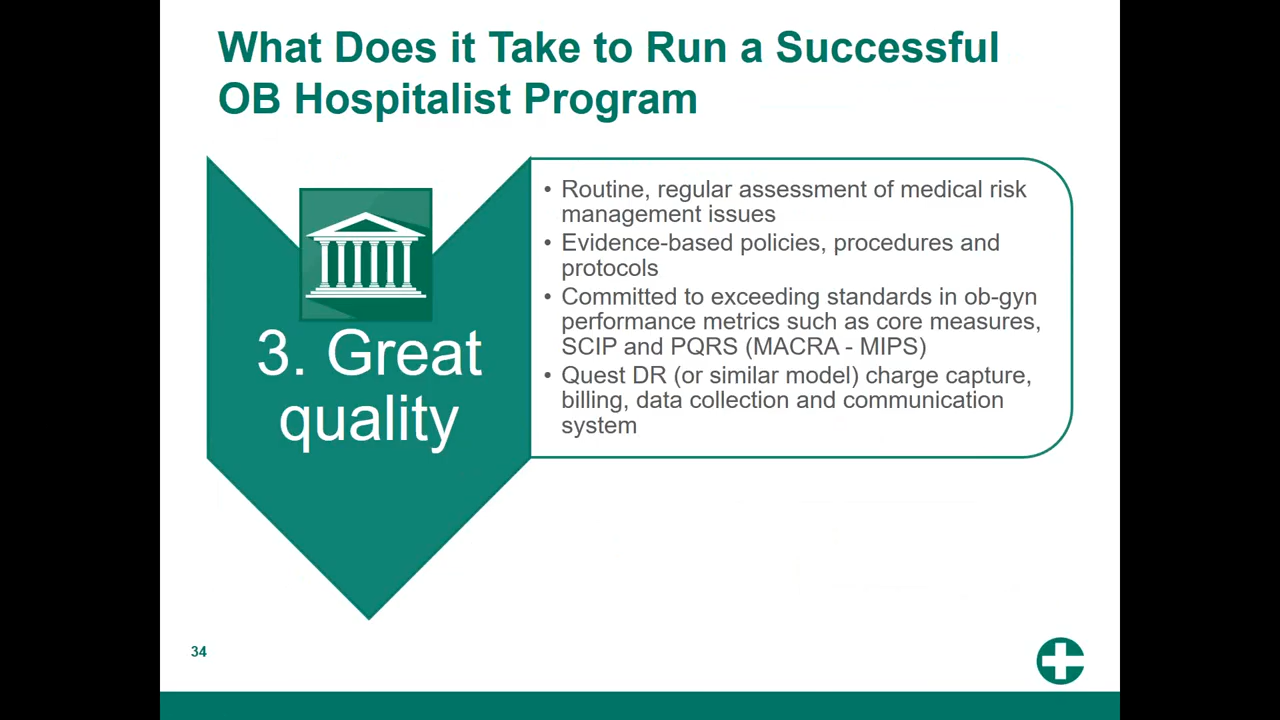 What Does it Take to Run a Successful
OB Hospitalist Program
3. Great
quality
• Routine, regular assessment of medical risk
management issues
• Evidence-based policies, procedures and
protocols
• Committed to exceeding standards in ob-gyn
performance metrics such as core measures,
SCIP and PQRS (MACRA - MIPS)
• Quest DR (or similar model) charge capture,
billing, data collection and communication
system
34